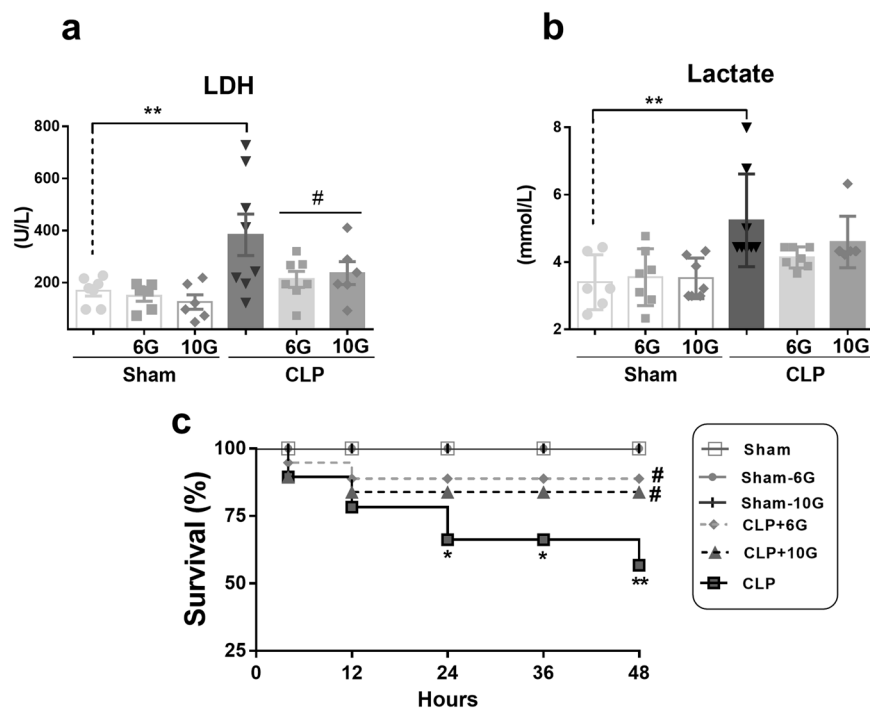 a
LDH
**
#
(U/L)
800
600
400
200
6G 10G 6G 10G
Sham CLP
b
Lactate
**
(mmol/L)
8
6
4
2
6G 10G 6G 10G
Sham CLP
c
Survival (%)
100
75
50
25
#
#
* * **
0 12 24 36 48
Hours
Sham
Sham-6G
Sham-10G
CLP+6G
CLP+10G
CLP